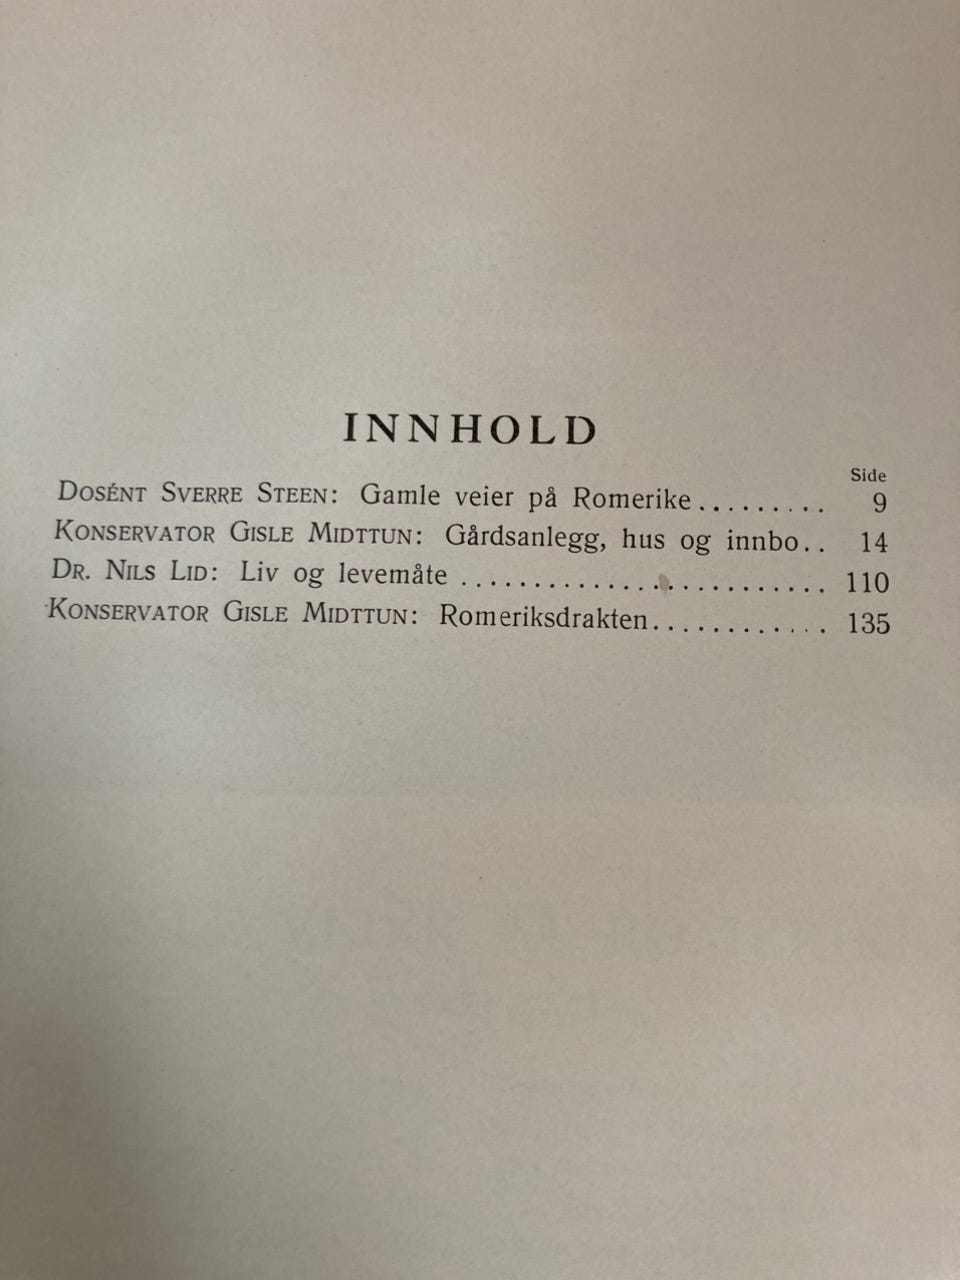 INNHOLD
Side
DOSÉNT SVERRE STEEN: Gamle veier på Romerike......... 9
KONSERVATOR GISLE MIDTTUN: Gårdsanlegg, hus og innbo.. 14
DR. NILS LID: Liv og levemåte ......................... 110
KONSERVATOR GISLE MIDTTUN: Romeriksdrakten............ 135